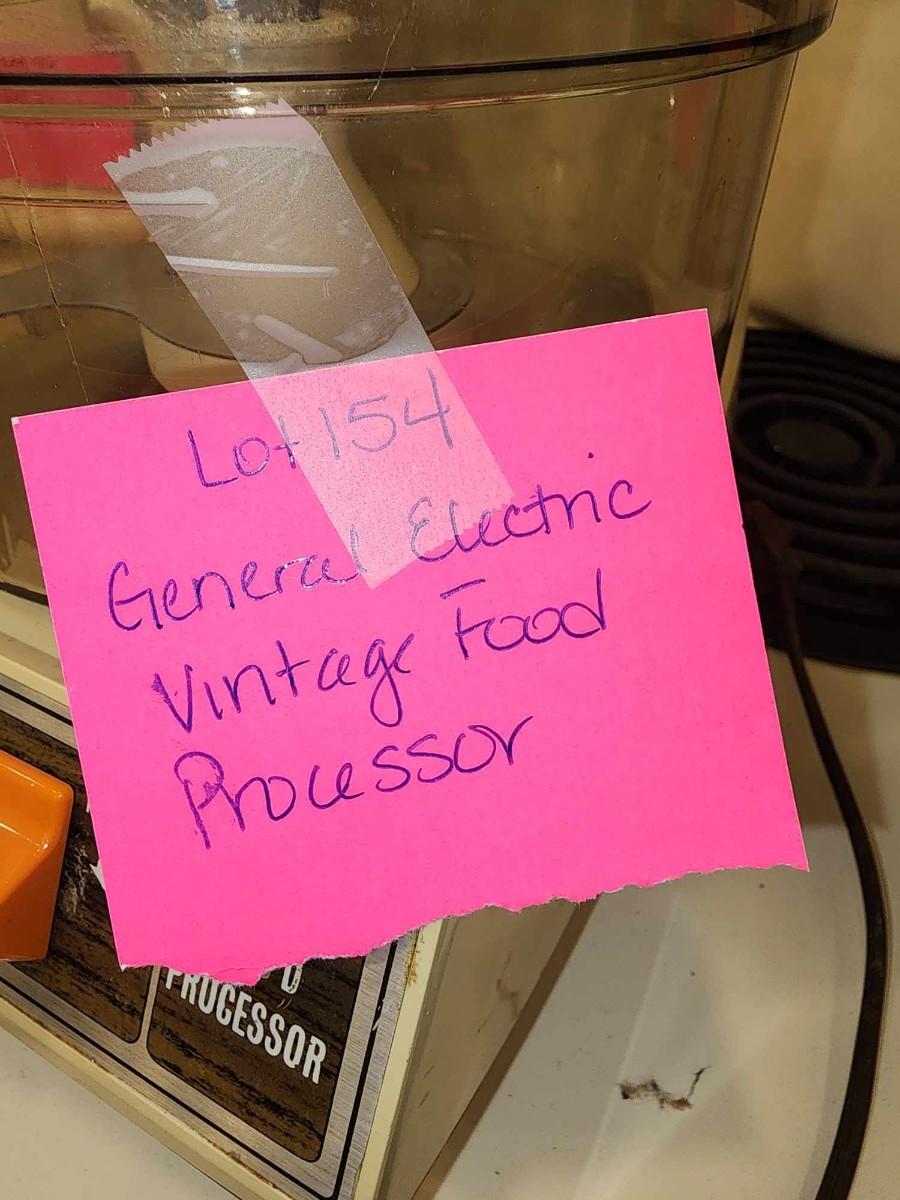 Lot 154
General Electric
Vintage Food
Processor
D
PROCESSOR